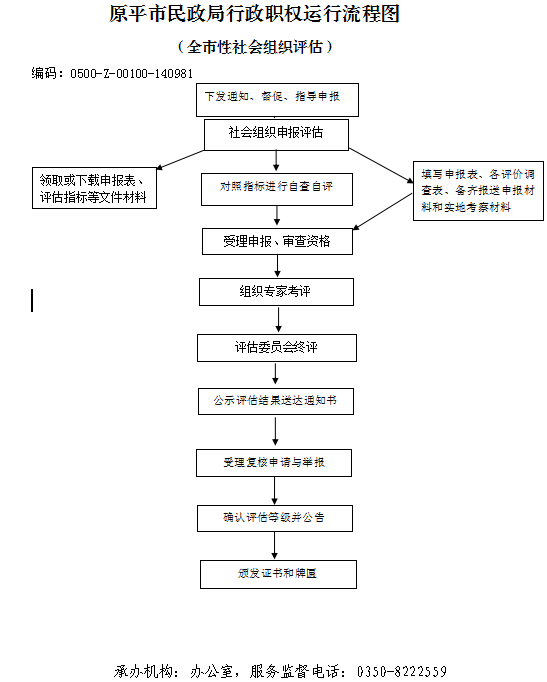 原平市民政局行政职权运行流程图
（全市性社会组织评估）
编码：0500-Z-00100-140981
下发通知、督促、指导申报
社会组织申报评估
领取或下载申报表、
评估指标等文件材料
对照指标进行自查自评
填写申报表、各评价调
查表、备齐报送申报材
料和实地考察材料
受理申报、审查资格
组织专家考评
评估委员会终评
公示评估结果送达通知书
受理复核申请与举报
确认评估等级并公告
颁发证书和牌匾
承办机构：办公室，服务监督电话：0350-8222559